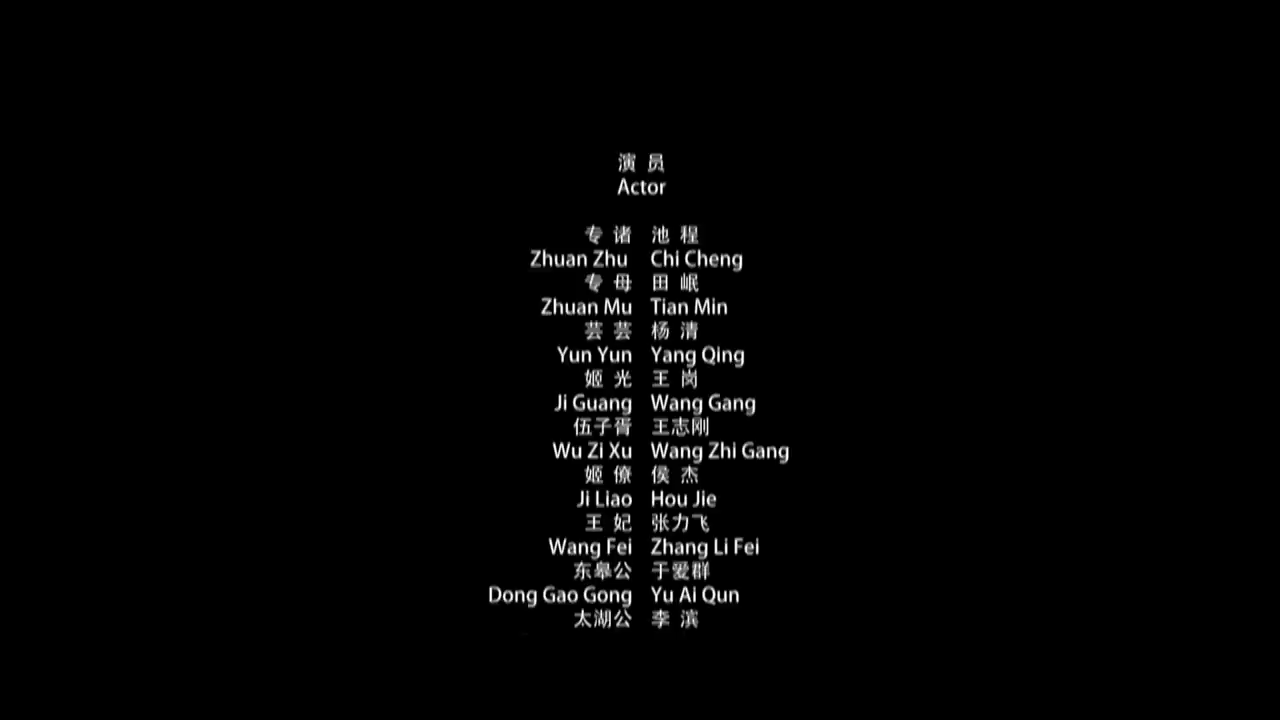 演 员
Actor
专 诸 池 程
Zhuan Zhu Chi Cheng
专 母 田 岷
Zhuan Mu Tian Min
芸 芸 杨 清
Yun Yun Yang Qing
姬 光 王 岗
Ji Guang Wang Gang
伍子胥 王志刚
Wu Zi Xu Wang Zhi Gang
姬 僚 侯 杰
Ji Liao Hou Jie
王 妃 张力飞
Wang Fei Zhang Li Fei
东皋公 于爱群
Dong Gao Gong Yu Ai Qun
太湖公 李 滨